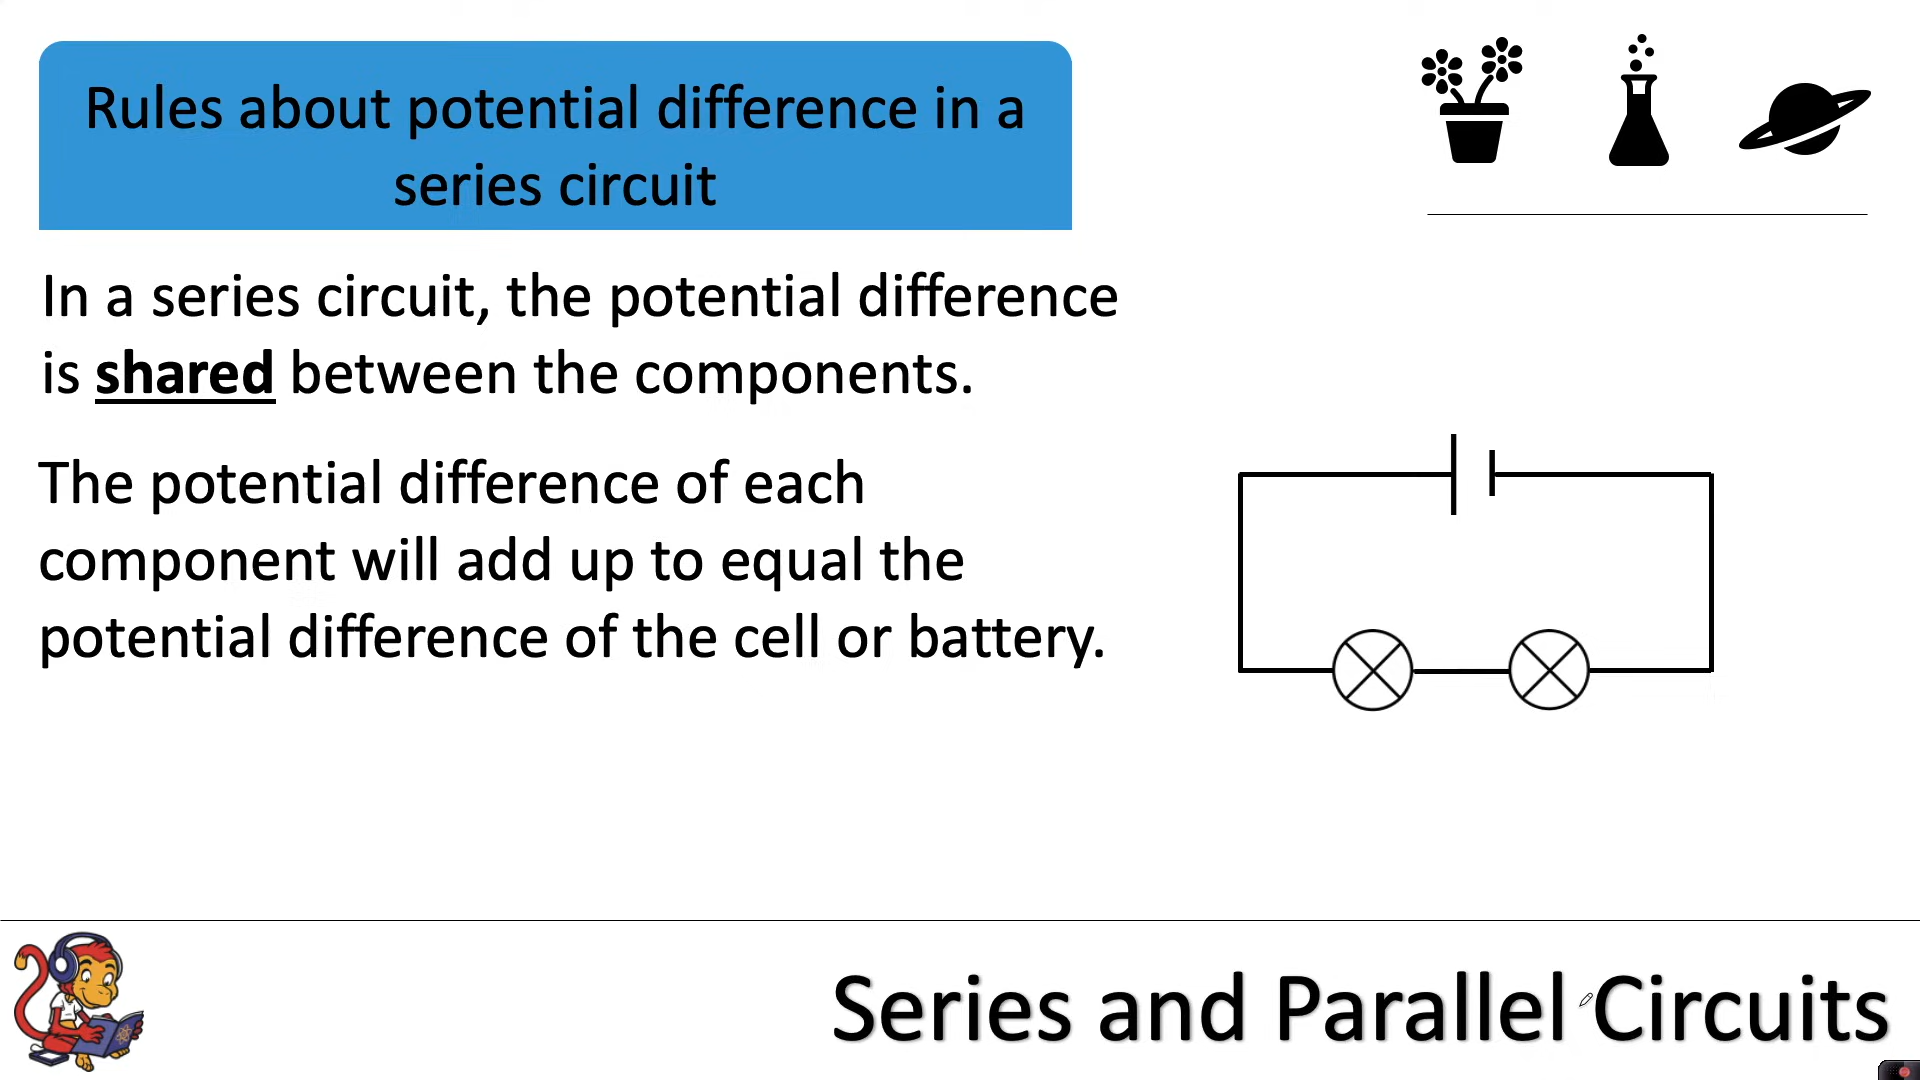 Rules about potential difference in a
series circuit
In a series circuit, the potential difference
is shared between the components.
The potential difference of each
component will add up to equal the
potential difference of the cell or battery.
Series and Parallel Circuits